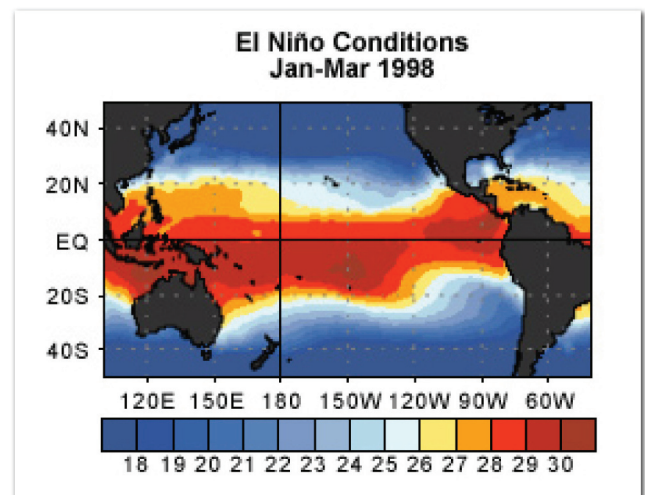 El Niño Conditions
Jan-Mar 1998
40N
20N
EQ
20S
40S
120E 150E 180 150W 120W 90W 60W
18 19 20 21 22 23 24 25 26 27 28 29 30